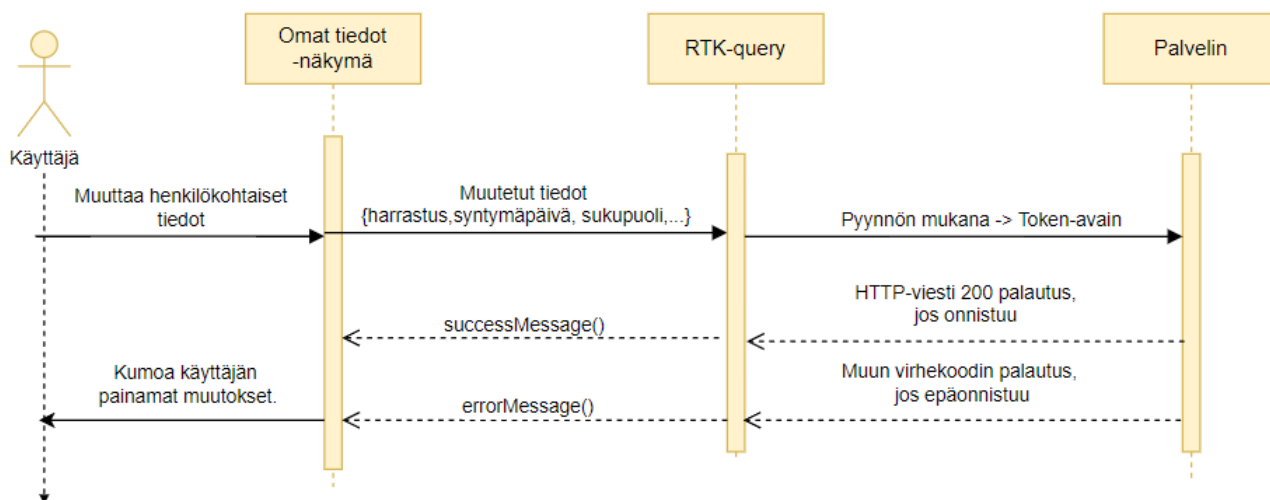 Omat tiedot
-näkymä
RTK-query
Palvelin
Käyttäjä
Muuttaa henkilökohtaiset
tiedot
Muutetut tiedot
{harrastus,syntymäpäivä, sukupuoli,...}
Pyynnön mukana -> Token-avain
HTTP-viesti 200 palautus,
jos onnistuu
successMessage()
Muun virhekoodin palautus,
jos epäonnistuu
errorMessage()
Kumoa käyttäjän
painamat muutokset.